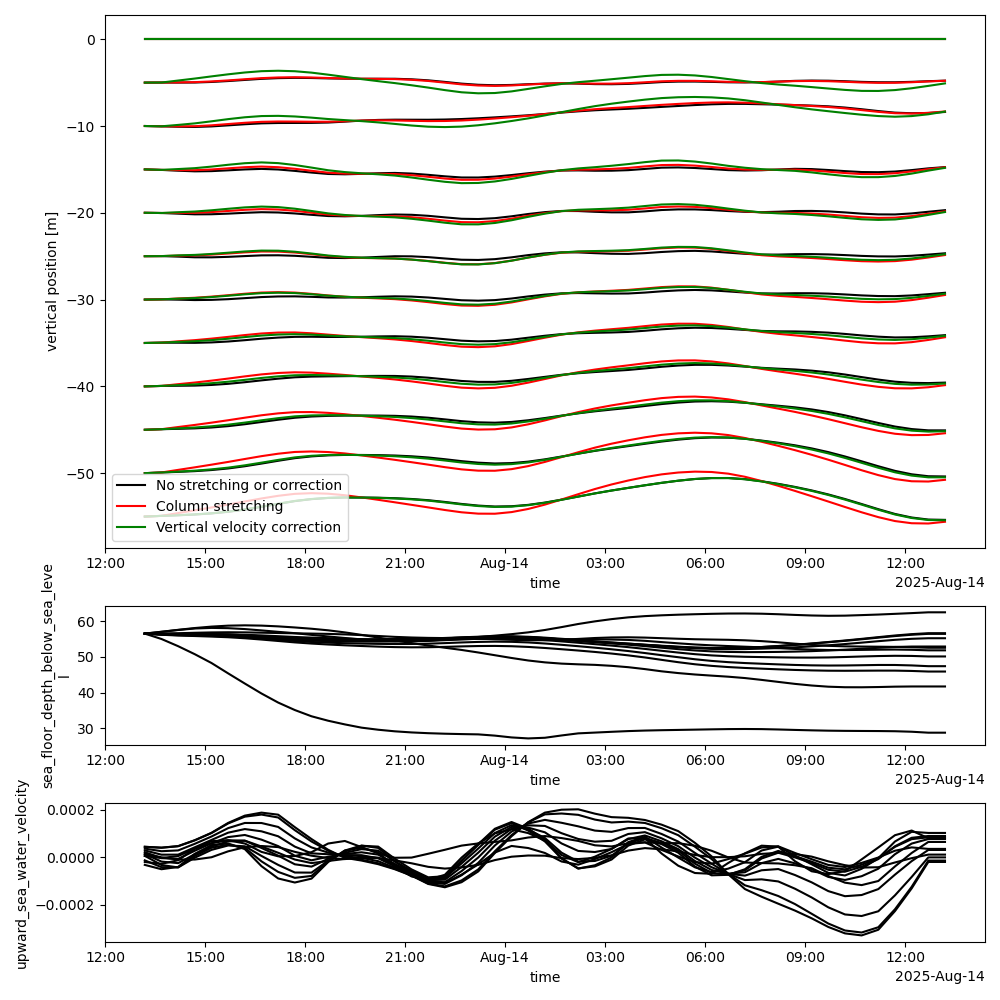 0
−10
−20
−30
−40
−50
vertical position [m]
No stretching or correction
Column stretching
Vertical velocity correction
12:00
15:00
18:00
21:00
Aug-14
03:00
06:00
09:00
12:00
time
2025-Aug-14
60
50
40
30
sea_floor_depth_below_sea_leve
l
12:00
15:00
18:00
21:00
Aug-14
03:00
06:00
09:00
12:00
time
2025-Aug-14
0.0002
0.0000
−0.0002
upward_sea_water_velocity
12:00
15:00
18:00
21:00
Aug-14
03:00
06:00
09:00
12:00
time
2025-Aug-14